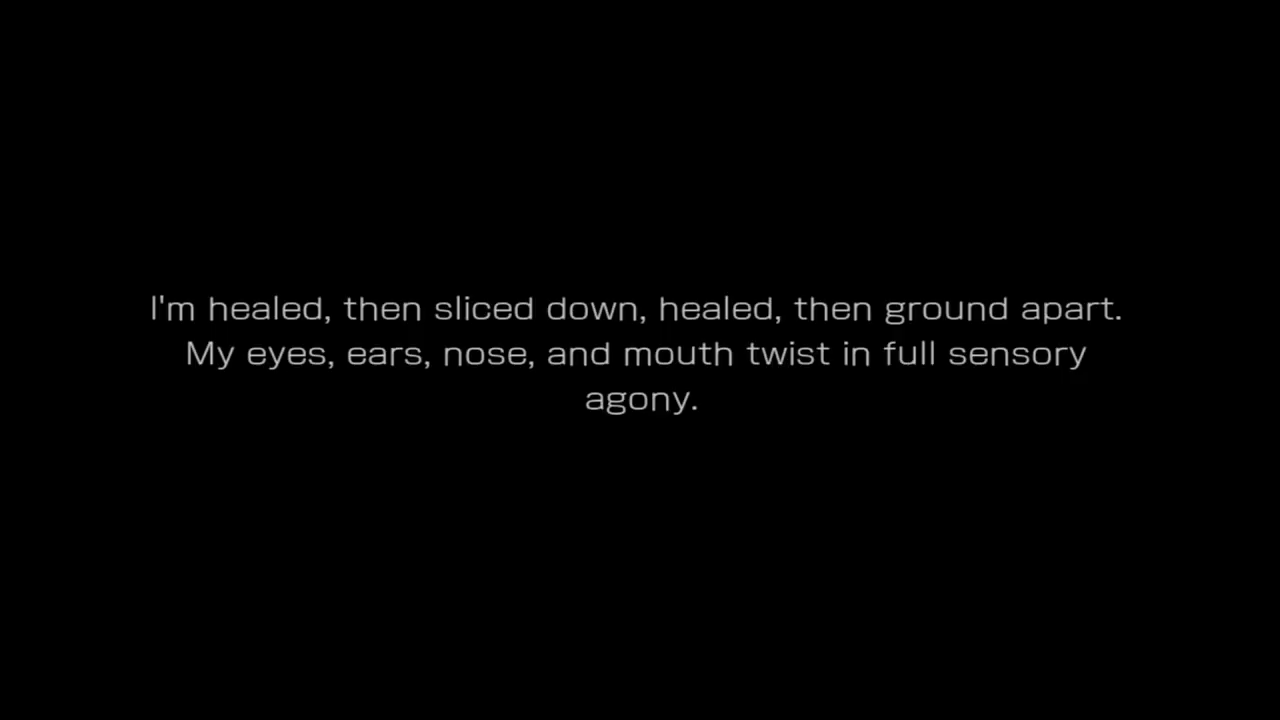 I'm healed, then sliced down, healed, then ground apart.
My eyes, ears, nose, and mouth twist in full sensory
agony.